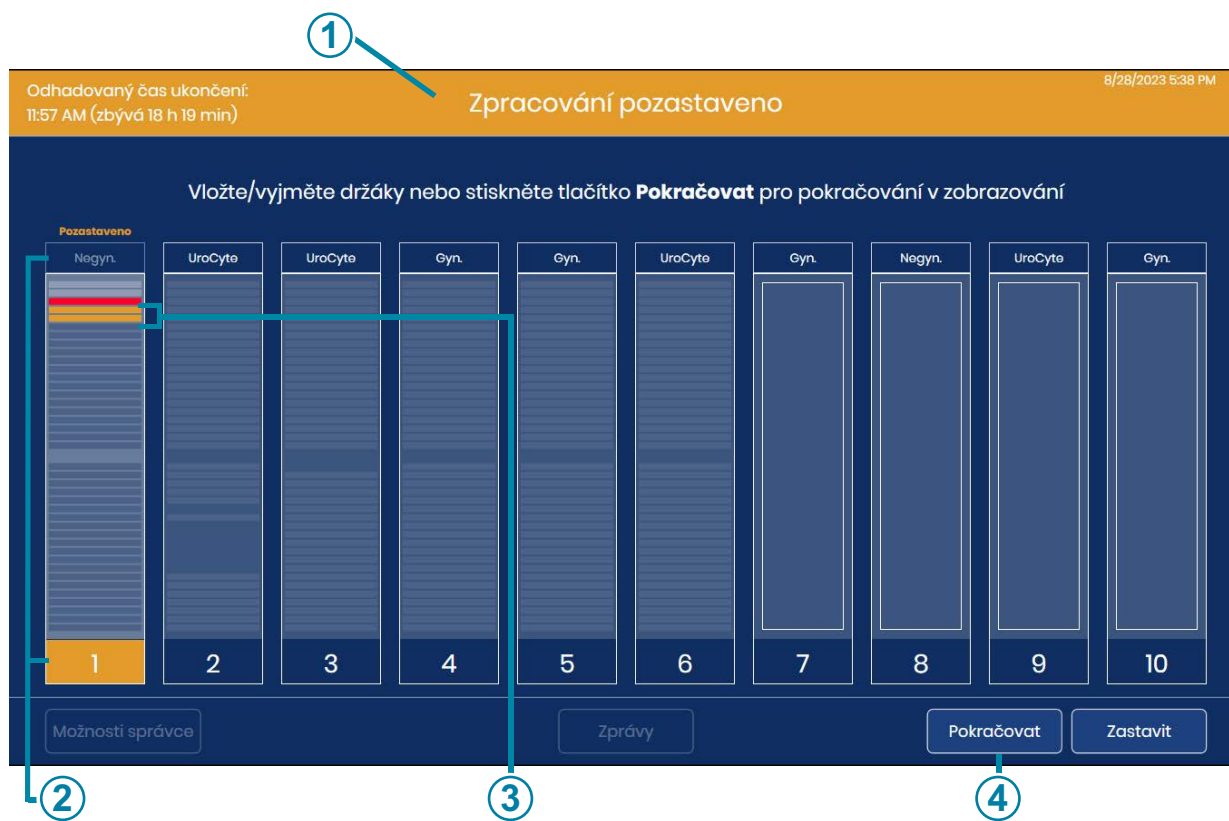 1
Odhadovaný čas ukončení:
11:57 AM (zbývá 18 h 19 min)
Zpracování pozastaveno
8/28/2023 5:38 PM
Vložte/vyjměte držáky nebo stiskněte tlačítko Pokračovat pro pokračování v zobrazování
Pozastaveno
Negyn. UroCyte UroCyte Gyn. Gyn. UroCyte Gyn. Negyn. UroCyte Gyn.
1 2 3 4 5 6 7 8 9 10
Možnosti správce Zprávy Pokračovat Zastavit
2 3 4